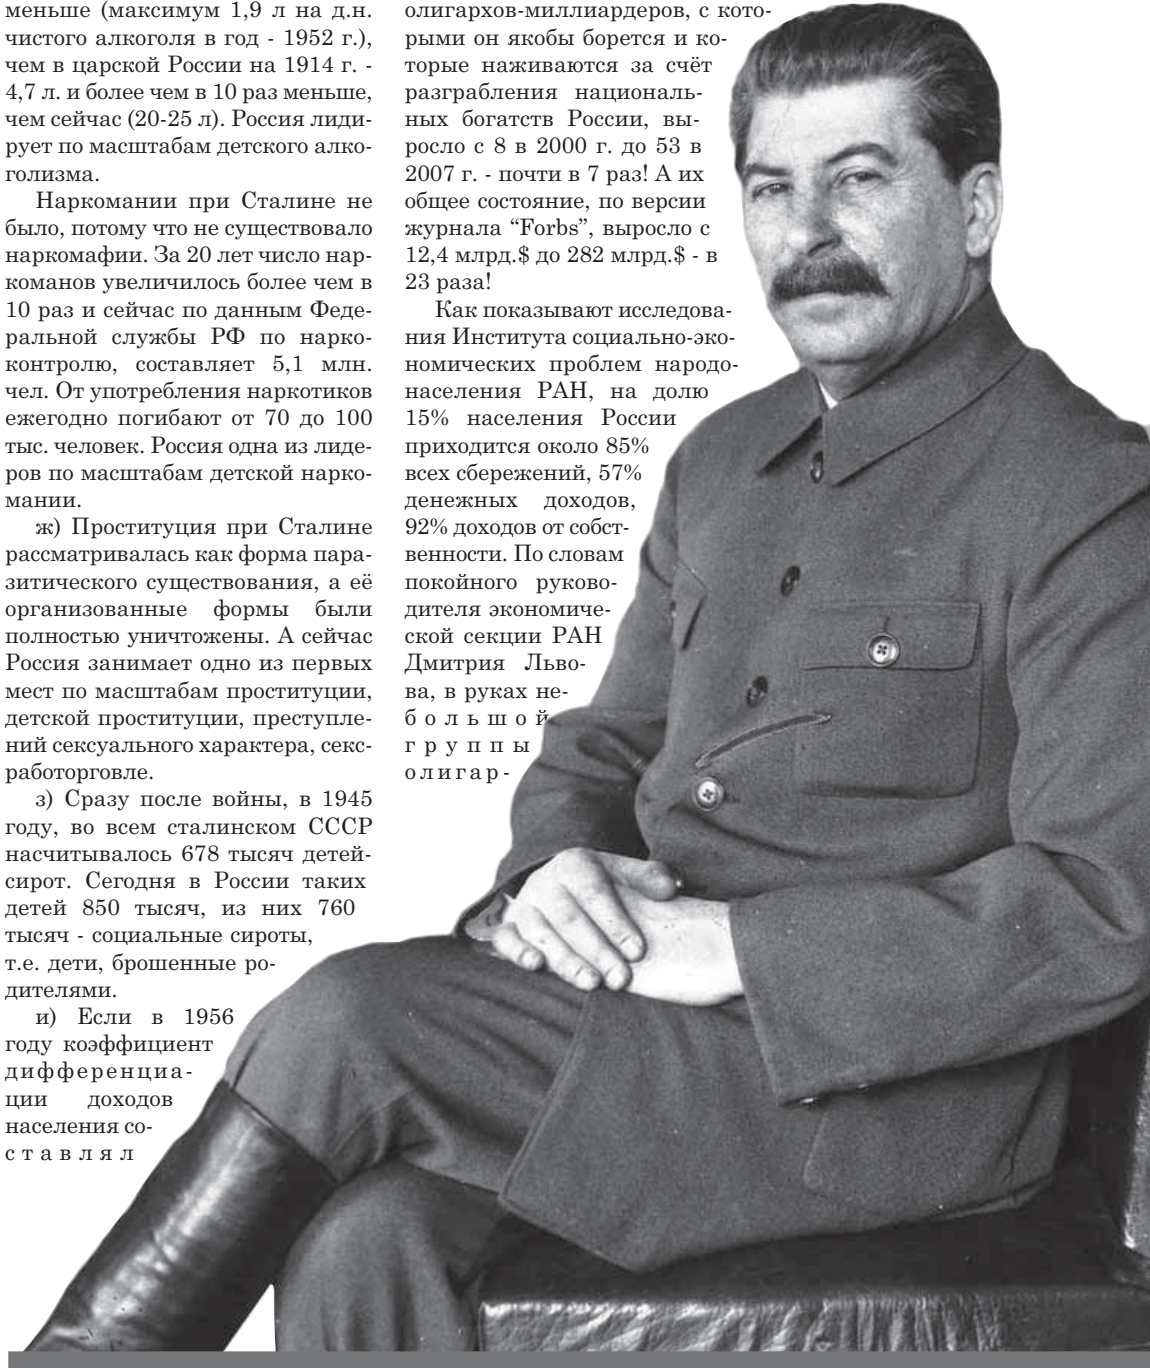 меньше (максимум 1,9 л на д.н.
чистого алкоголя в год - 1952 г.),
чем в царской России на 1914 г. -
4,7 л. и более чем в 10 раз меньше,
чем сейчас (20-25 л). Россия лиди-
рует по масштабам детского алко-
голизма.
Наркомании при Сталине не
было, потому что не существовало
наркомафии. За 20 лет число нар-
команов увеличилось более чем в
10 раз и сейчас по данным Феде-
ральной службы РФ по нарко-
контролю, составляет 5,1 млн.
чел. От употребления наркотиков
ежегодно погибают от 70 до 100
тыс. человек. Россия одна из лиде-
ров по масштабам детской нарко-
мании.
ж) Проституция при Сталине
рассматривалась как форма пара-
зитического существования, а её
организованные формы были
полностью уничтожены. А сейчас
Россия занимает одно из первых
мест по масштабам проституции,
детской проституции, преступле-
ний сексуального характера, секс-
работорговле.
з) Сразу после войны, в 1945
году, во всем сталинском СССР
насчитывалось 678 тысяч детей-
сирот. Сегодня в России таких
детей 850 тысяч, из них 760
тысяч - социальные сироты,
т.е. дети, брошенные ро-
дителями.
и) Если в 1956
году коэффициент
дифференциа-
ции доходов
населения со-
ставлял
олигархов-миллиардеров, с кото-
рыми он якобы борется и ко-
торые наживаются за счёт
разграбления националь-
ных богатств России, вы-
росло с 8 в 2000 г. до 53 в
2007 г. - почти в 7 раз! А их
общее состояние, по версии
журнала “Forbs”, выросло с
12,4 млрд.$ до 282 млрд.$ - в
23 раза!
Как показывают исследова-
ния Института социально-эко-
номических проблем народо-
населения РАН, на долю
15% населения России
приходится около 85%
всех сбережений, 57%
денежных доходов,
92% доходов от собст-
венности. По словам
покойного руково-
дителя экономиче-
ской секции РАН
Дмитрия Льво-
ва, в руках не-
большой
группы
олигар-